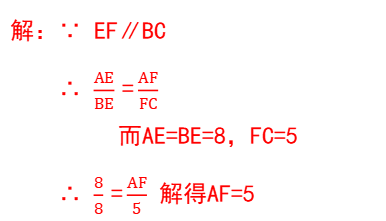 解：∵ EF∥BC
∴ AE/BE=AF/FC
而AE=BE=8，FC=5
∴ 8/8=AF/5 解得AF=5